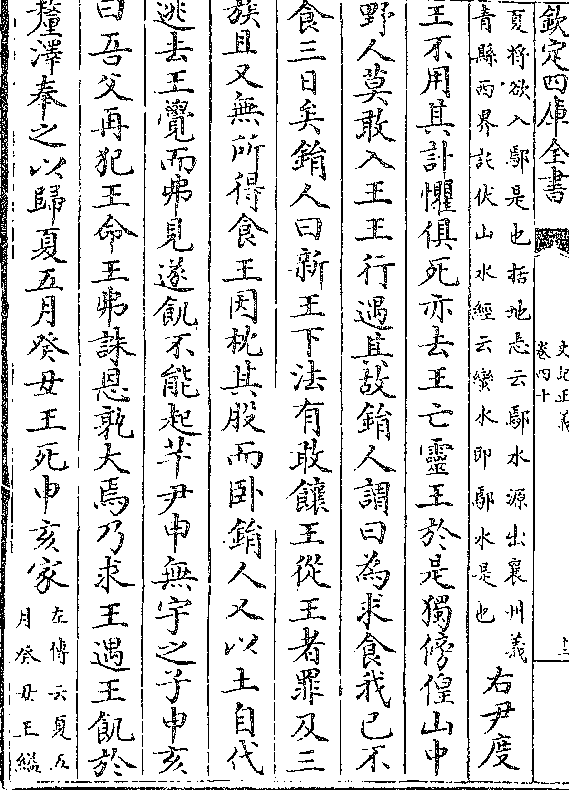 欽定四庫全書
史記正義
卷四十
夏將欲入鄢是也括地志云鄢水源出襄州義
青縣西界託伏山水經云蠻水即鄢水是也
右尹度
王不用其計懼俱死亦去王亡靈王於是獨傍偟山中
野人莫敢入王王行遇其故鋗人謂曰為求食我已不
食三日矣鋗人曰新王下法有敢饟王從王者罪及三
族且又無所得食王因枕其股而卧鋗人又以土自代
逃去王覺而弗見遂飢不能起芊尹申無宇之子申亥
曰吾父再犯王命王弗誅恩孰大焉乃求王遇王飢於
釐澤奉之以歸夏五月癸丑王死申亥家
左傳云夏五
月癸丑王縊